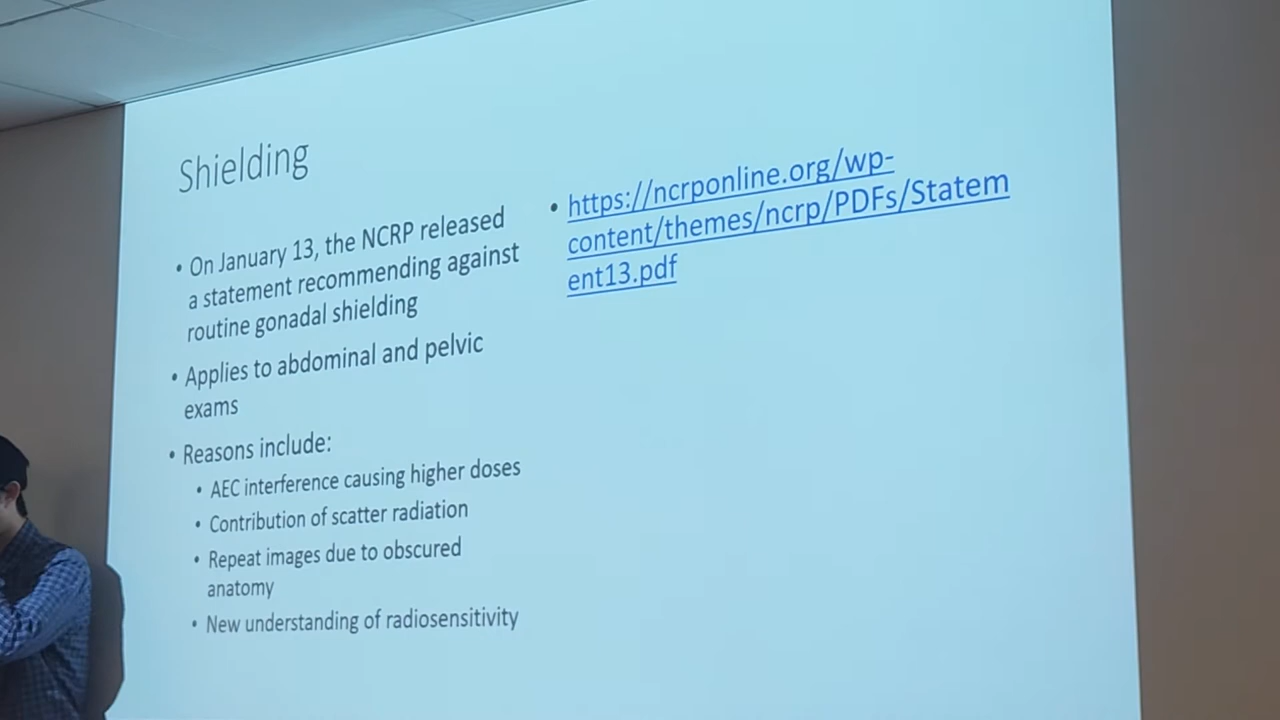 Shielding
• On January 13, the NCRP released
a statement recommending against
routine gonadal shielding
• Applies to abdominal and pelvic
exams
• Reasons include:
• AEC interference causing higher doses
• Contribution of scatter radiation
• Repeat images due to obscured
anatomy
• New understanding of radiosensitivity
• https://ncrponline.org/wp-
content/themes/ncrp/PDFs/Statem
ent13.pdf